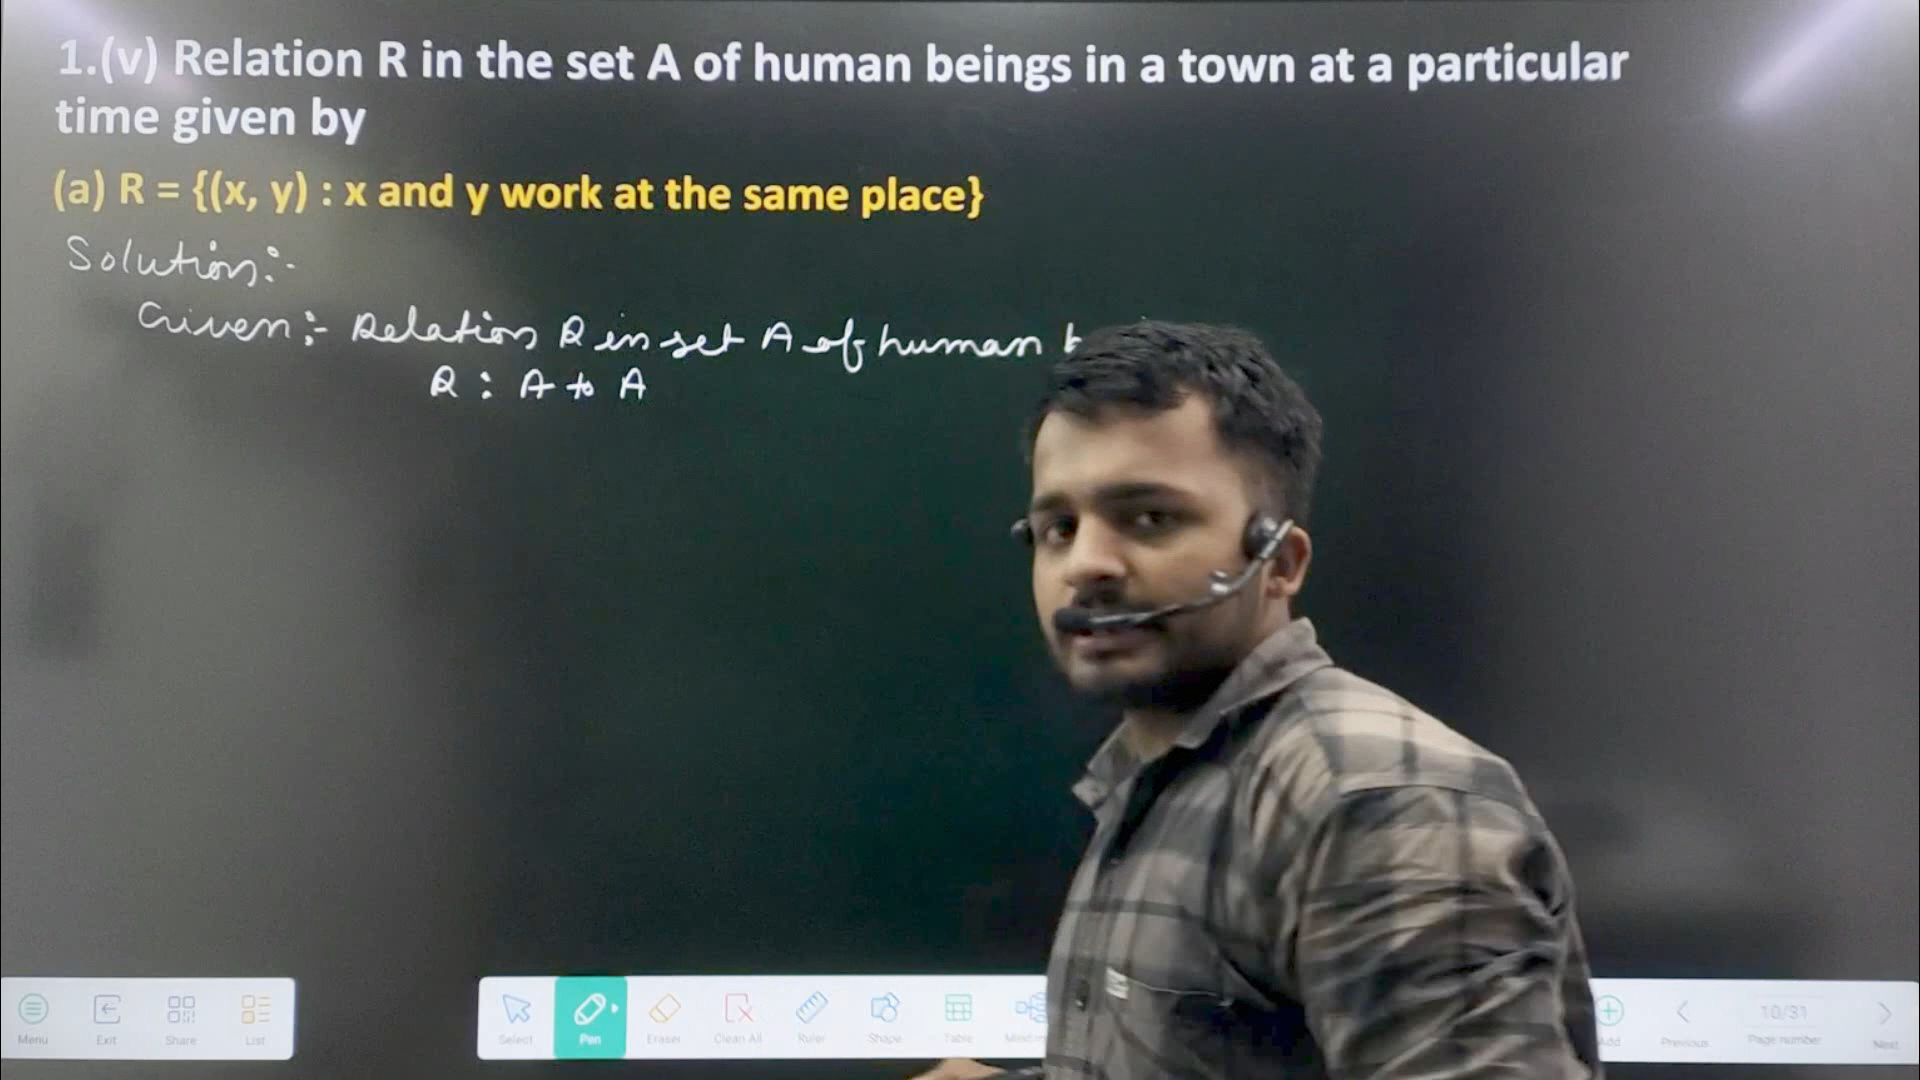 1.(v) Relation R in the set A of human beings in a town at a particular
time given by
(a) R = {(x, y) : x and y work at the same place}
Solution:-
Given:- Relation R in set A of human
R : A to A
Menu Exit Share List
Select Pen Eraser Clean All Ruler Shape Table
Add Previous 10/31 Page number Next